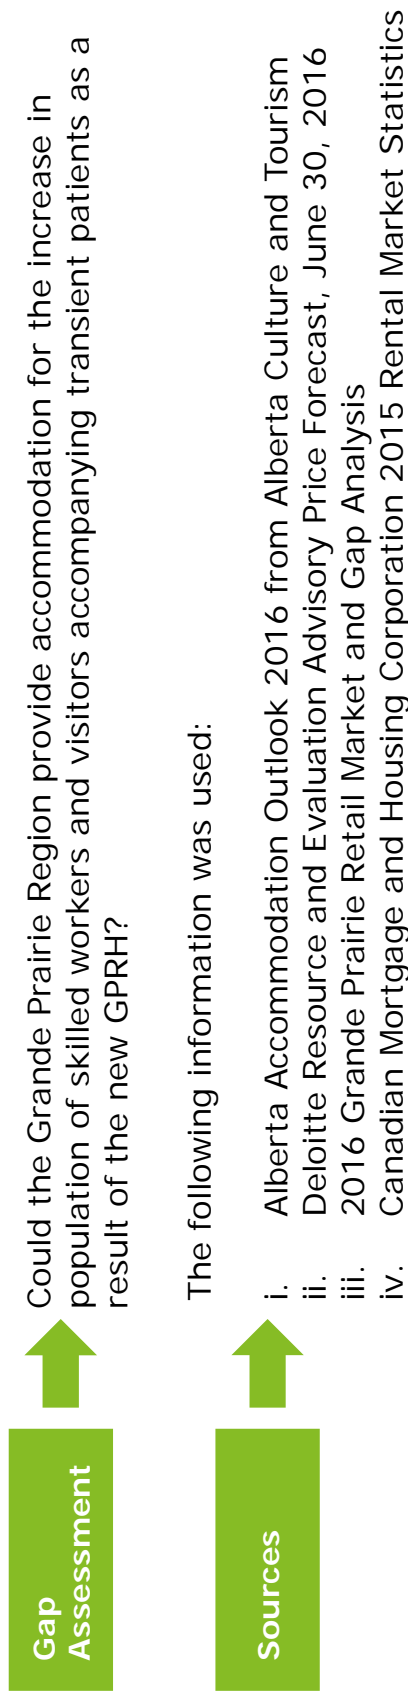 Gap
Assessment
Could the Grande Prairie Region provide accommodation for the increase in
population of skilled workers and visitors accompanying transient patients as a
result of the new GPRH?
Sources
The following information was used:
i. Alberta Accommodation Outlook 2016 from Alberta Culture and Tourism
ii. Deloitte Resource and Evaluation Advisory Price Forecast, June 30, 2016
iii. 2016 Grande Prairie Retail Market and Gap Analysis
iv. Canadian Mortgage and Housing Corporation 2015 Rental Market Statistics